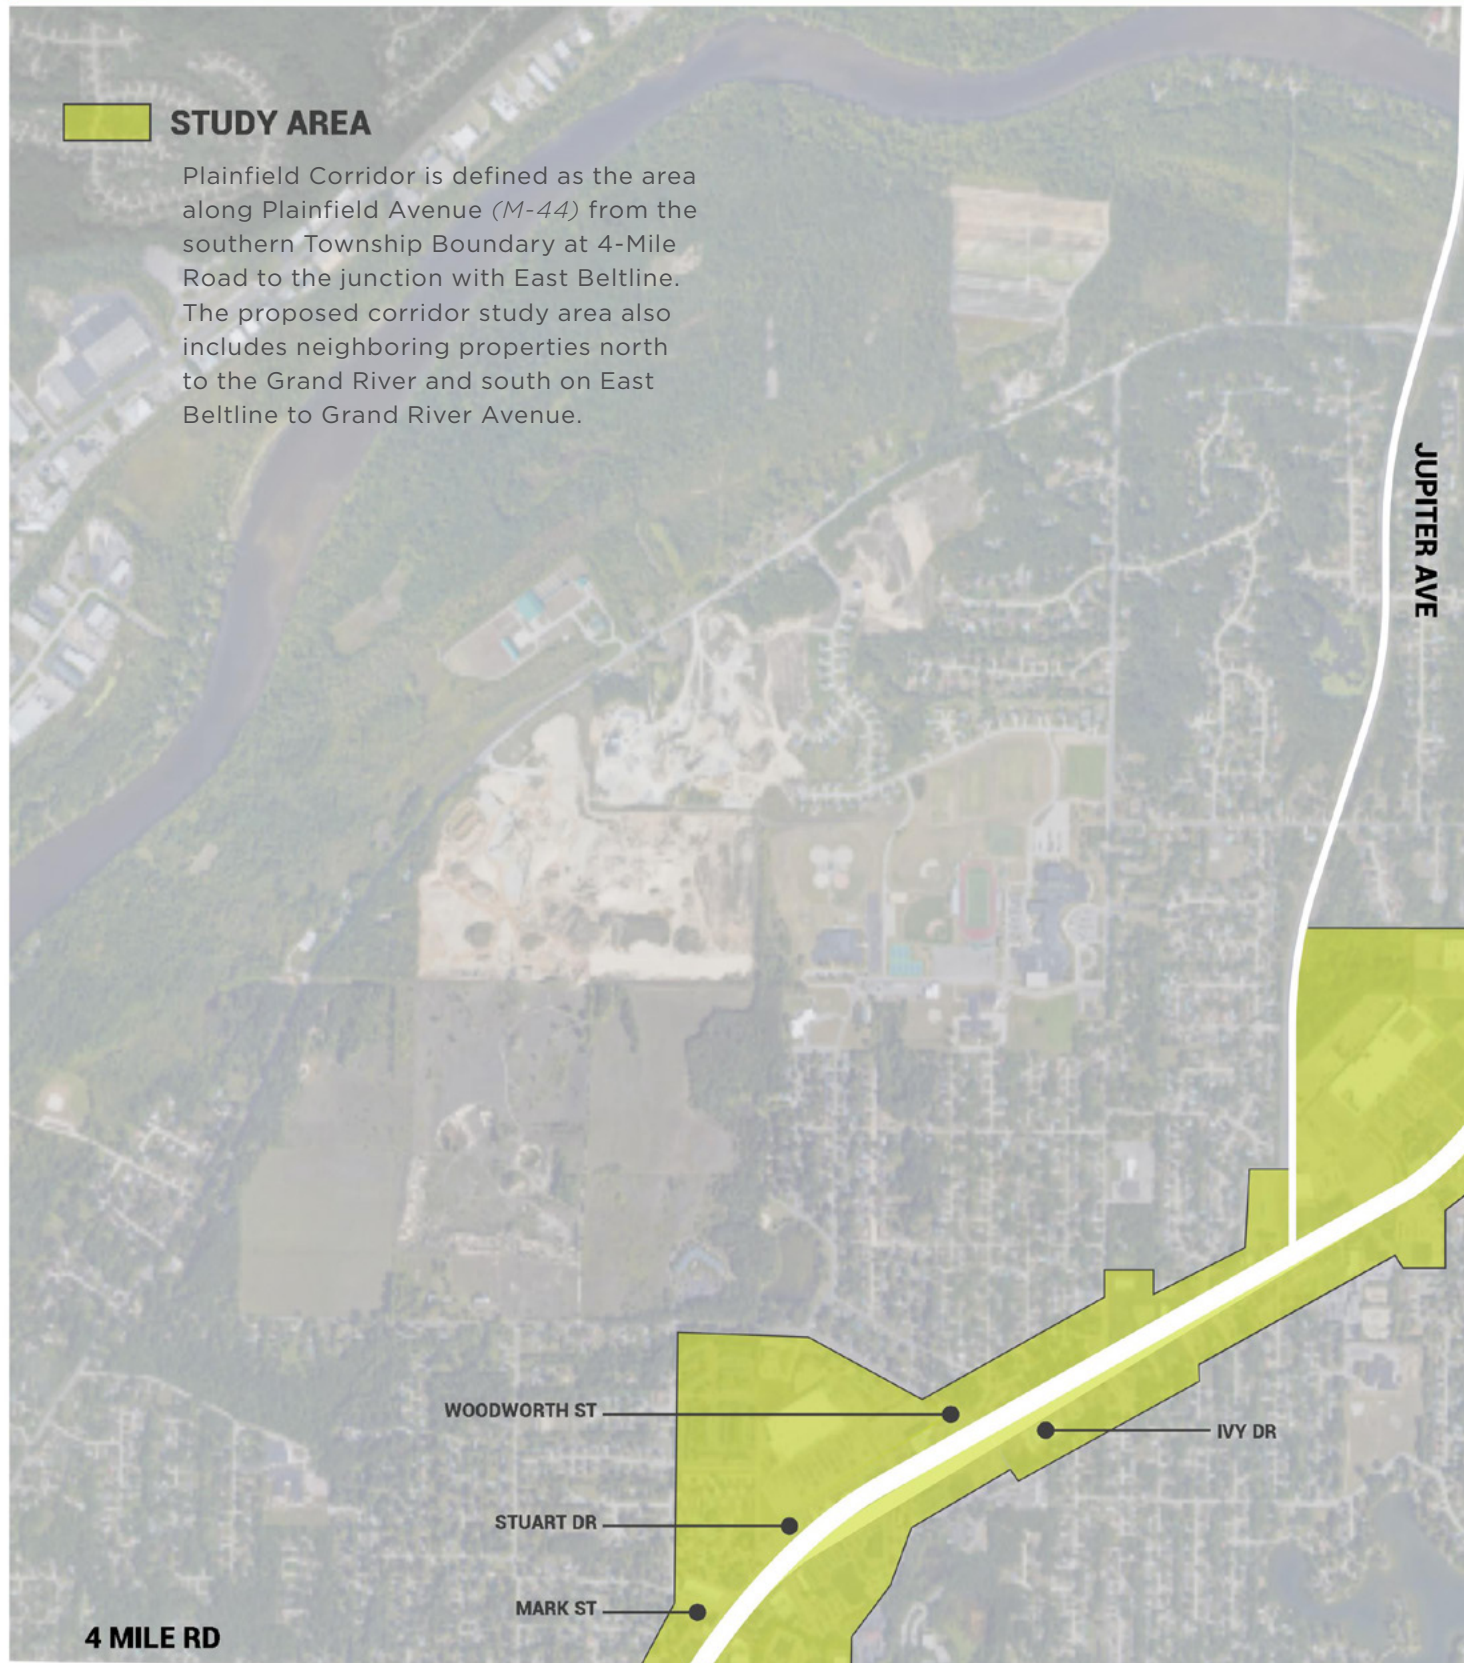 STUDY AREA
Plainfield Corridor is defined as the area
along Plainfield Avenue (M-44) from the
southern Township Boundary at 4-Mile
Road to the junction with East Beltline.
The proposed corridor study area also
includes neighboring properties north
to the Grand River and south on East
Beltline to Grand River Avenue.
JUPITER AVE
WOODWORTH ST
IVY DR
STUART DR
MARK ST
4 MILE RD